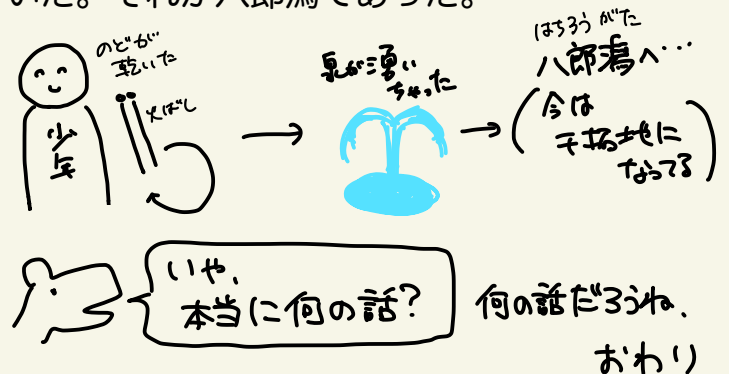 いた。それが八郎潟であった。
のどが
乾いた
少年
火ばし
泉が湧い
ちゃった
はちろうがた
八郎潟へ…
(今は
干拓地に
なってる)
いや、
本当に何の話?
何の話だろうね、
おわり